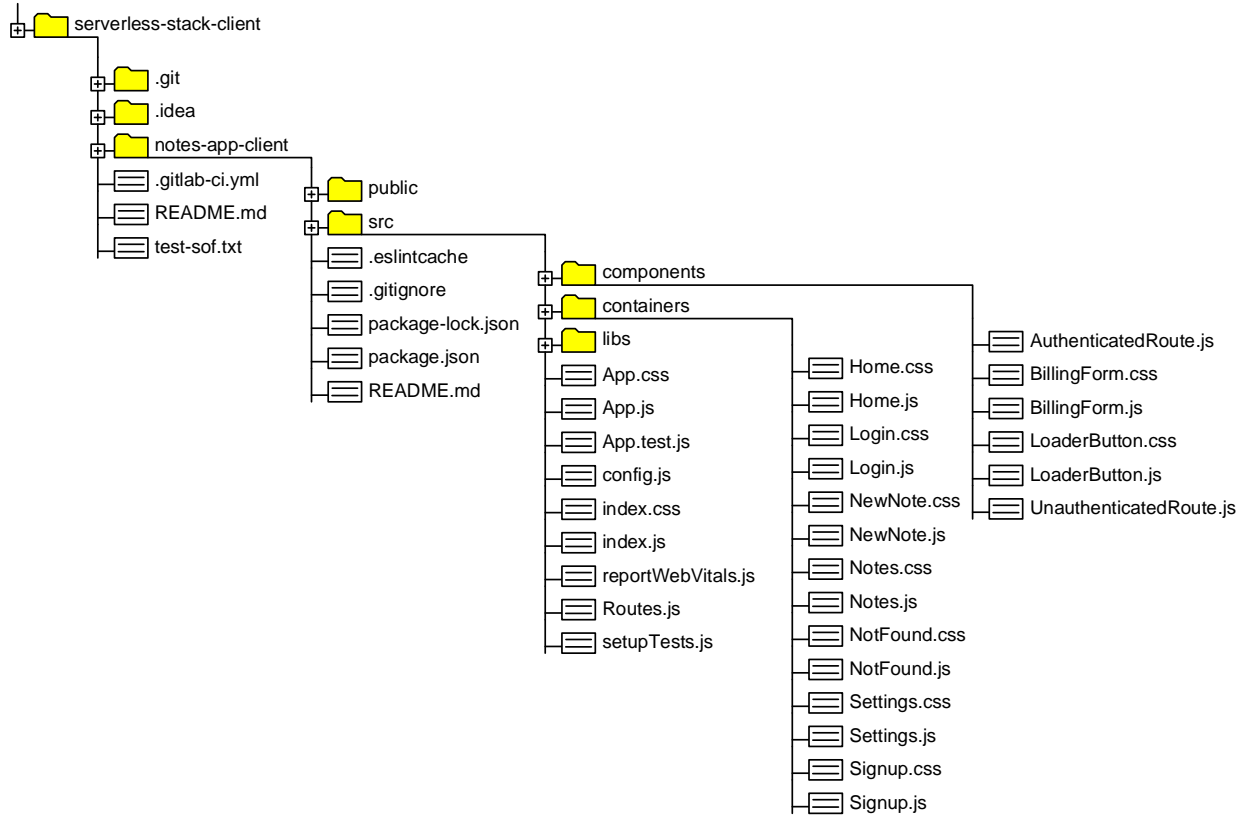 serverless-stack-client
.git
.idea
notes-app-client
.gitlab-ci.yml
README.md
test-sof.txt
public
src
.eslintcache
.gitignore
package-lock.json
package.json
README.md
components
containers
libs
App.css
App.js
App.test.js
config.js
index.css
index.js
reportWebVitals.js
Routes.js
setupTests.js
Home.css
Home.js
Login.css
Login.js
NewNote.css
NewNote.js
Notes.css
Notes.js
NotFound.css
NotFound.js
Settings.css
Settings.js
Signup.css
Signup.js
AuthenticatedRoute.js
BillingForm.css
BillingForm.js
LoaderButton.css
LoaderButton.js
UnauthenticatedRoute.js